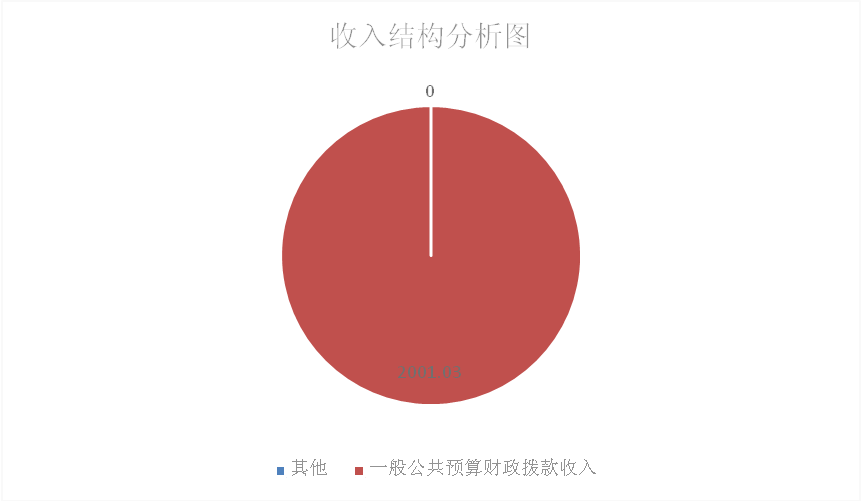 收入结构分析图
0
其他
一般公共预算财政拨款收入